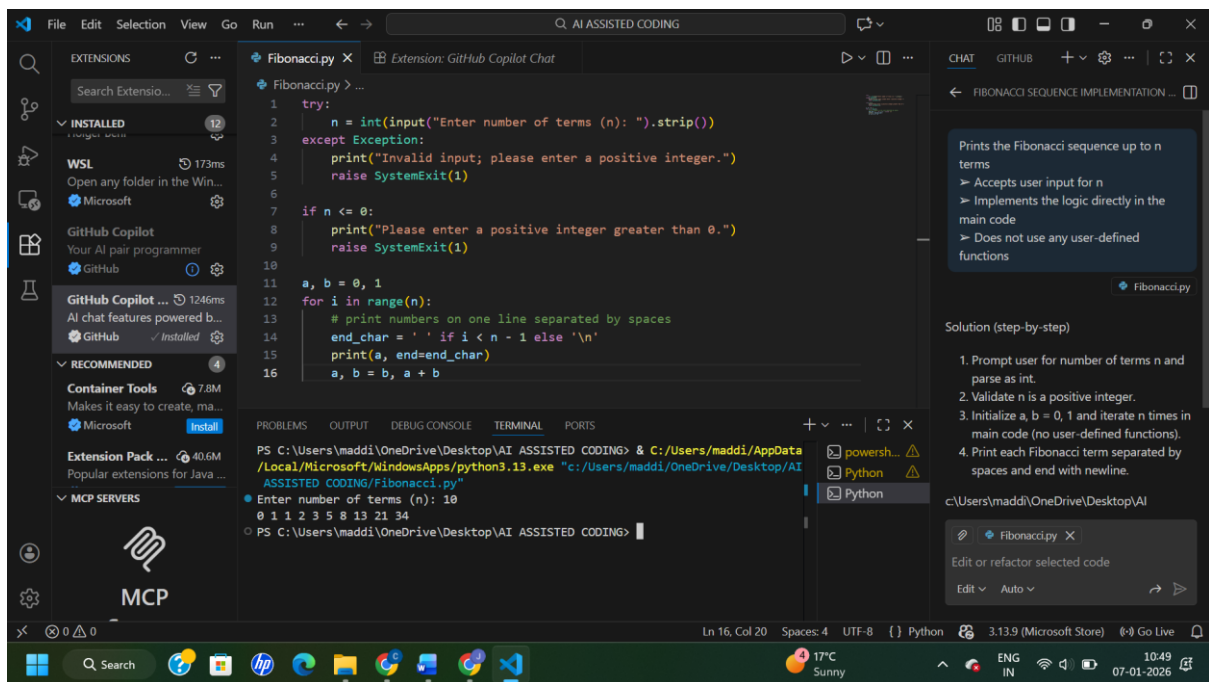 File Edit Selection View Go Run ··· AI ASSISTED CODING
EXTENSIONS
Search Extensio...
INSTALLED 12
WSL 173ms
Open any folder in the Win...
Microsoft
GitHub Copilot
Your AI pair programmer
GitHub
GitHub Copilot ... 1246ms
AI chat features powered b...
GitHub ✓ Installed
RECOMMENDED 4
Container Tools 7.8M
Makes it easy to create, ma...
Microsoft Install
Extension Pack ... 40.6M
Popular extensions for Java ...
MCP SERVERS
MCP
Fibonacci.py Extension: GitHub Copilot Chat
Fibonacci.py > ...
1 try:
2     n = int(input("Enter number of terms (n): ").strip())
3 except Exception:
4     print("Invalid input; please enter a positive integer.")
5     raise SystemExit(1)
6
7 if n <= 0:
8     print("Please enter a positive integer greater than 0.")
9     raise SystemExit(1)
10
11 a, b = 0, 1
12 for i in range(n):
13     # print numbers on one line separated by spaces
14     end_char = ' ' if i < n - 1 else '\n'
15     print(a, end=end_char)
16     a, b = b, a + b
PROBLEMS OUTPUT DEBUG CONSOLE TERMINAL PORTS
PS C:\Users\maddi\OneDrive\Desktop\AI ASSISTED CODING> & C:/Users/maddi/AppData
/Local/Microsoft/WindowsApps/python3.13.exe "c:/Users/maddi/OneDrive/Desktop/AI
ASSISTED CODING/Fibonacci.py"
Enter number of terms (n): 10
0 1 1 2 3 5 8 13 21 34
PS C:\Users\maddi\OneDrive\Desktop\AI ASSISTED CODING>
powersh...
Python
Python
CHAT GITHUB
FIBONACCI SEQUENCE IMPLEMENTATION ...
Prints the Fibonacci sequence up to n
terms
➢ Accepts user input for n
➢ Implements the logic directly in the
main code
➢ Does not use any user-defined
functions
Fibonacci.py
Solution (step-by-step)
1. Prompt user for number of terms n and
parse as int.
2. Validate n is a positive integer.
3. Initialize a, b = 0, 1 and iterate n times in
main code (no user-defined functions).
4. Print each Fibonacci term separated by
spaces and end with newline.
c:\Users\maddi\OneDrive\Desktop\AI
Fibonacci.py
Edit or refactor selected code
Edit Auto
0 0 Ln 16, Col 20 Spaces: 4 UTF-8 { } Python 3.13.9 (Microsoft Store) Go Live
Search
4 17°C
Sunny
ENG
IN
10:49
07-01-2026